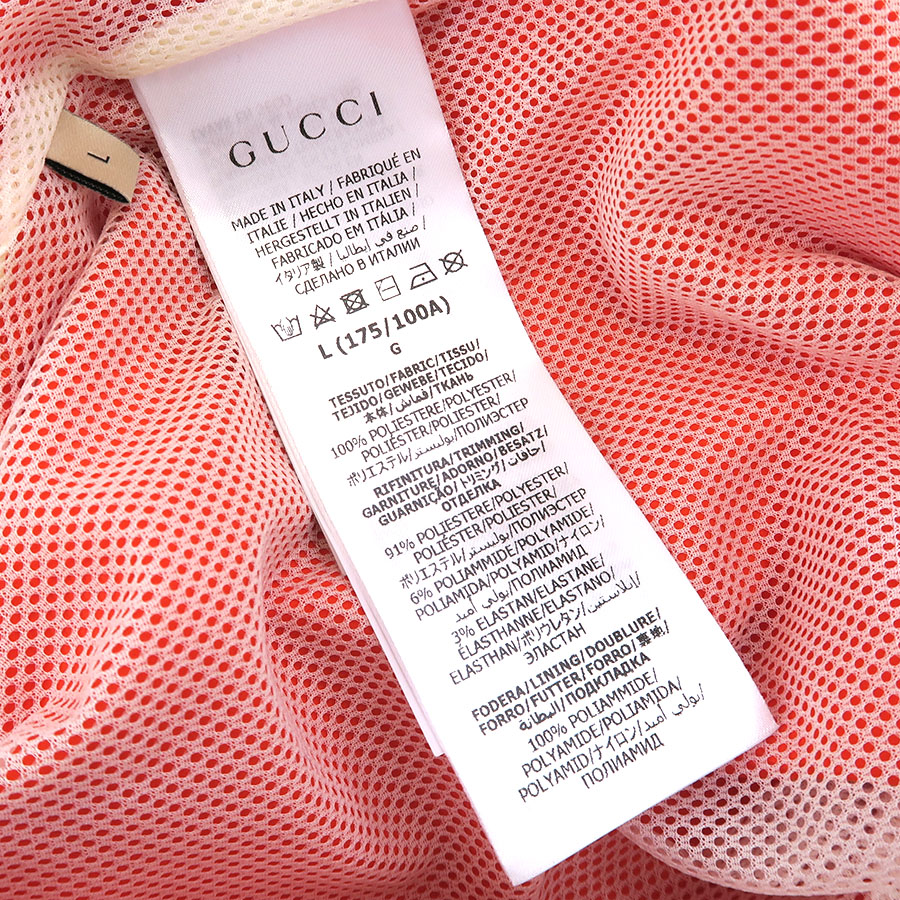 L
GUCCI
MADE IN ITALY / FABRIQUÉ EN
ITALIE / HECHO EN ITALIA /
HERGESTELLT IN ITALIEN /
FABRICADO EM ITÁLIA /
イタリア製 / صنع في إيطاليا /
СДЕЛАНО В ИТАЛИИ
L (175/100A)
G
TESSUTO/FABRIC/TISSU/
TEJIDO/GEWEBE/TECIDO/
本体/قماش/ТКАНЬ
100% POLIESTERE/POLYESTER/
POLIÉSTER/POLYESTER/
ポリエステル/بوليستر/ПОЛИЭСТЕР
RIFINITURA/TRIMMING/
GARNITURE/ADORNO/BESATZ/
GUARNIÇÃO/トリミング/حافات/
ОТДЕЛКА
91% POLIESTERE/POLYESTER/
POLIÉSTER/POLYESTER/
ポリエステル/بوليستر/ПОЛИЭСТЕР
6% POLIAMMIDE/POLYAMIDE/
POLIAMIDA/POLYAMID/ナイロン/
بولي أميد/ПОЛИАМИД
3% ELASTAN/ELASTANE/
ÉLASTHANNE/ELASTANO/
ELASTHAN/ポリウレタン/إيلاستين/
ЭЛАСТАН
FODERA/LINING/DOUBLURE/
FORRO/FUTTER/FORRO/裏地/
البطانة/ПОДКЛАДКА
100% POLIAMMIDE/
POLYAMIDE/POLIAMIDA/
POLYAMID/ナイロン/بولي أميد/
ПОЛИАМИД